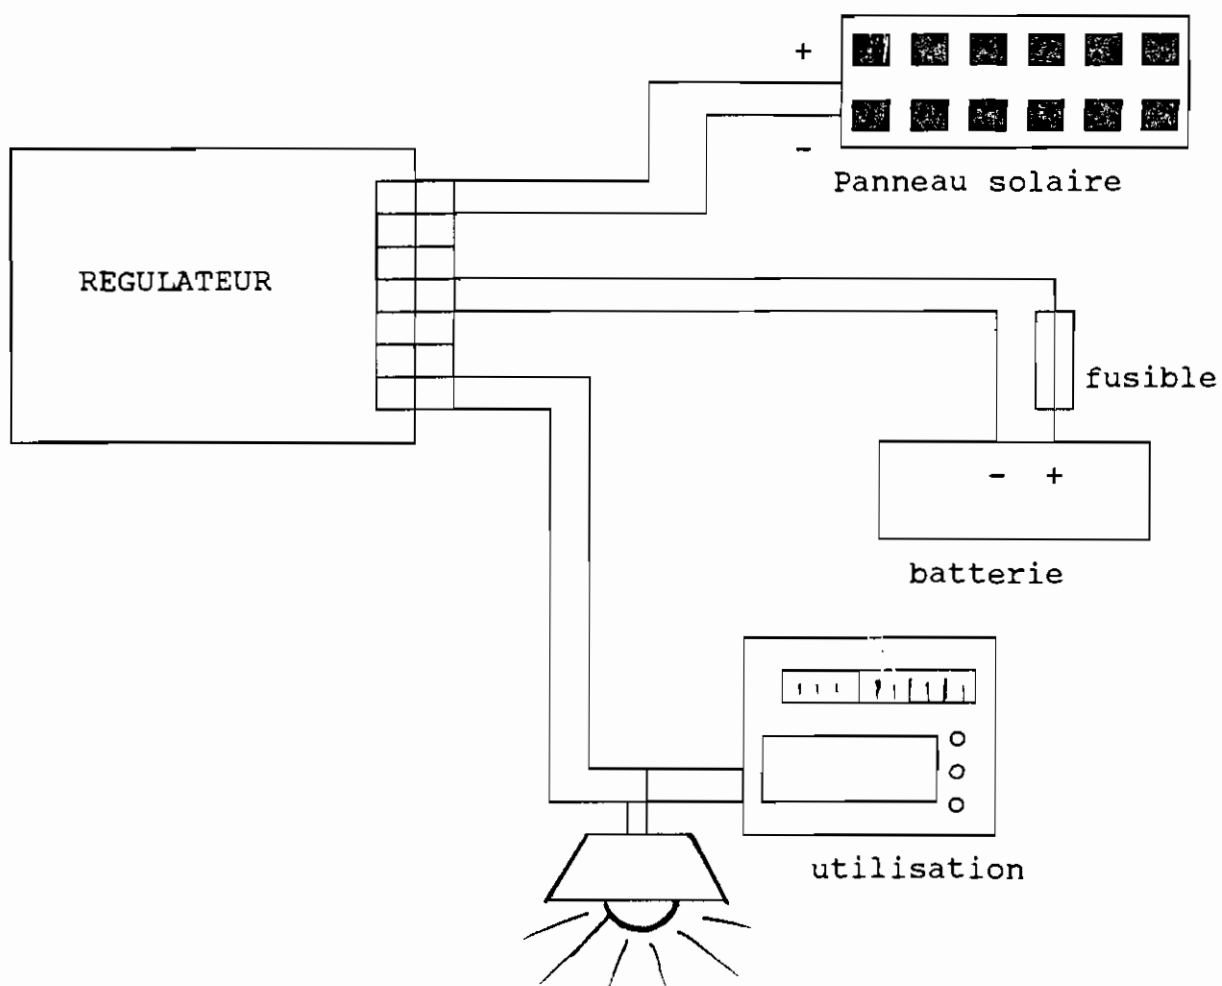 +
-
Panneau solaire
REGULATEUR
fusible
- +
batterie
utilisation